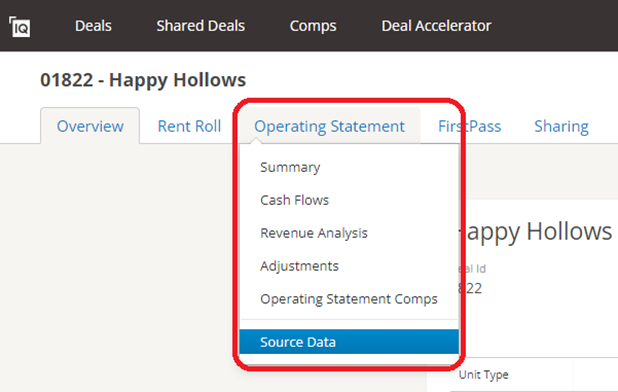 IQ
Deals Shared Deals Comps Deal Accelerator
01822 - Happy Hollows
Overview Rent Roll Operating Statement FirstPass Sharing
Summary
Cash Flows
Revenue Analysis
Adjustments
Operating Statement Comps
Source Data
appy Hollows
eal Id
822
Unit Type